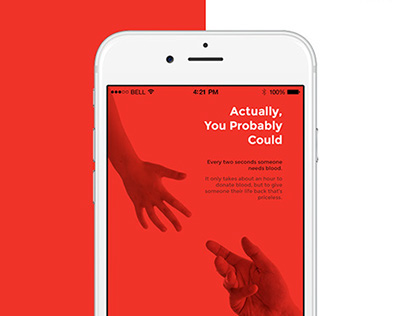 ●●●○○ BELL 4:21 PM 100%
Actually,
You Probably
Could
Every two seconds someone
needs blood.
It only takes about an hour to
donate blood, but to give
someone their life back that's
priceless.